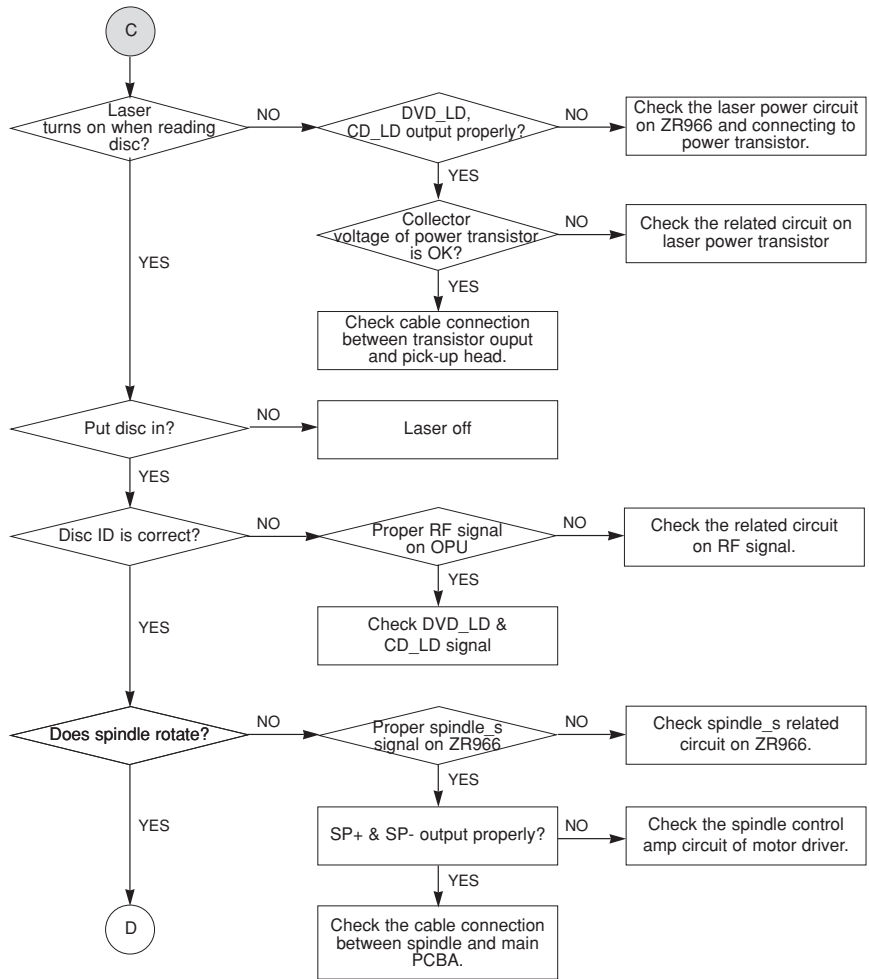 C
Laser
turns on when reading
disc?
NO
DVD_LD,
CD_LD output properly?
NO
Check the laser power circuit
on ZR966 and connecting to
power transistor.
YES
Collector
voltage of power transistor
is OK?
NO
Check the related circuit on
laser power transistor
YES
YES
Check cable connection
between transistor ouput
and pick-up head.
Put disc in?
NO
Laser off
YES
Disc ID is correct?
NO
Proper RF signal
on OPU
NO
Check the related circuit
on RF signal.
YES
Check DVD_LD &
CD_LD signal
YES
Does spindle rotate?
NO
Proper spindle_s
signal on ZR966
NO
Check spindle_s related
circuit on ZR966.
YES
YES
SP+ & SP- output properly?
NO
Check the spindle control
amp circuit of motor driver.
YES
D
Check the cable connection
between spindle and main
PCBA.